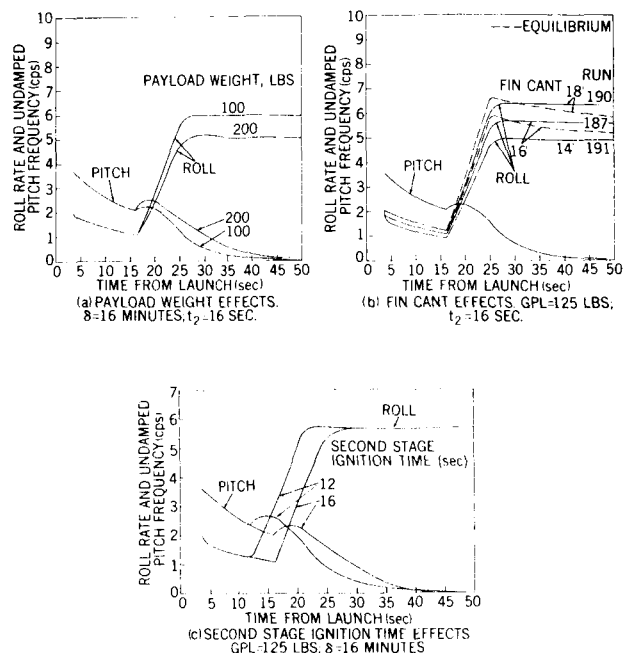 ROLL RATE AND UNDAMPED
PITCH FREQUENCY (cps)
10
9
8
7
6
5
4
3
2
1
0
PAYLOAD WEIGHT, LBS
100
200
ROLL
PITCH
200
100
0 5 10 15 20 25 30 35 40 45 50
TIME FROM LAUNCH (sec)
(a) PAYLOAD WEIGHT EFFECTS.
δ=16 MINUTES; t2=16 SEC.
ROLL RATE AND UNDAMPED
PITCH FREQUENCY (cps)
10
9
8
7
6
5
4
3
2
1
0
EQUILIBRIUM
RUN
FIN CANT
18' 190
187
16
14' 191
ROLL
PITCH
0 5 10 15 20 25 30 35 40 45 50
TIME FROM LAUNCH (sec)
(b) FIN CANT EFFECTS. GPL=125 LBS;
t2=16 SEC.
ROLL RATE AND UNDAMPED
PITCH FREQUENCY (cps)
7
6
5
4
3
2
1
0
ROLL
SECOND STAGE
IGNITION TIME (sec)
PITCH
12
16
0 5 10 15 20 25 30 35 40 45 50
TIME FROM LAUNCH (sec)
(c) SECOND STAGE IGNITION TIME EFFECTS
GPL=125 LBS. δ=16 MINUTES